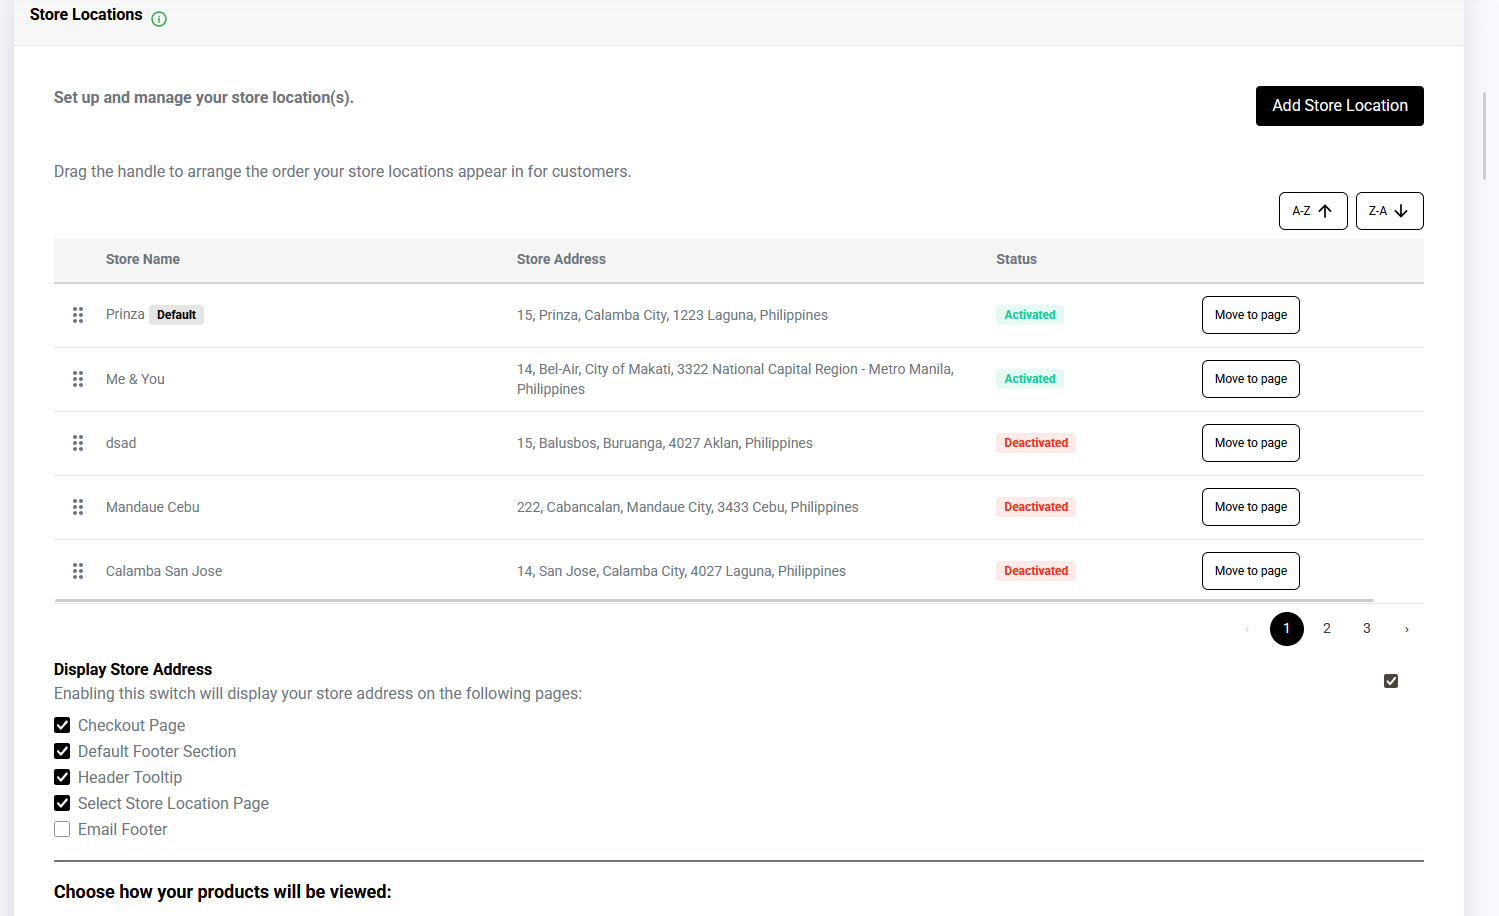 Store Locations
Set up and manage your store location(s).
Add Store Location
Drag the handle to arrange the order your store locations appear in for customers.
A-Z
Z-A
Store Name Store Address Status
Prinza Default 15, Prinza, Calamba City, 1223 Laguna, Philippines Activated Move to page
Me & You 14, Bel-Air, City of Makati, 3322 National Capital Region - Metro Manila, Philippines Activated Move to page
dsad 15, Balusbos, Buruanga, 4027 Aklan, Philippines Deactivated Move to page
Mandaue Cebu 222, Cabancalan, Mandaue City, 3433 Cebu, Philippines Deactivated Move to page
Calamba San Jose 14, San Jose, Calamba City, 4027 Laguna, Philippines Deactivated Move to page
‹ 1 2 3 ›
Display Store Address
Enabling this switch will display your store address on the following pages:
Checkout Page
Default Footer Section
Header Tooltip
Select Store Location Page
Email Footer
Choose how your products will be viewed: